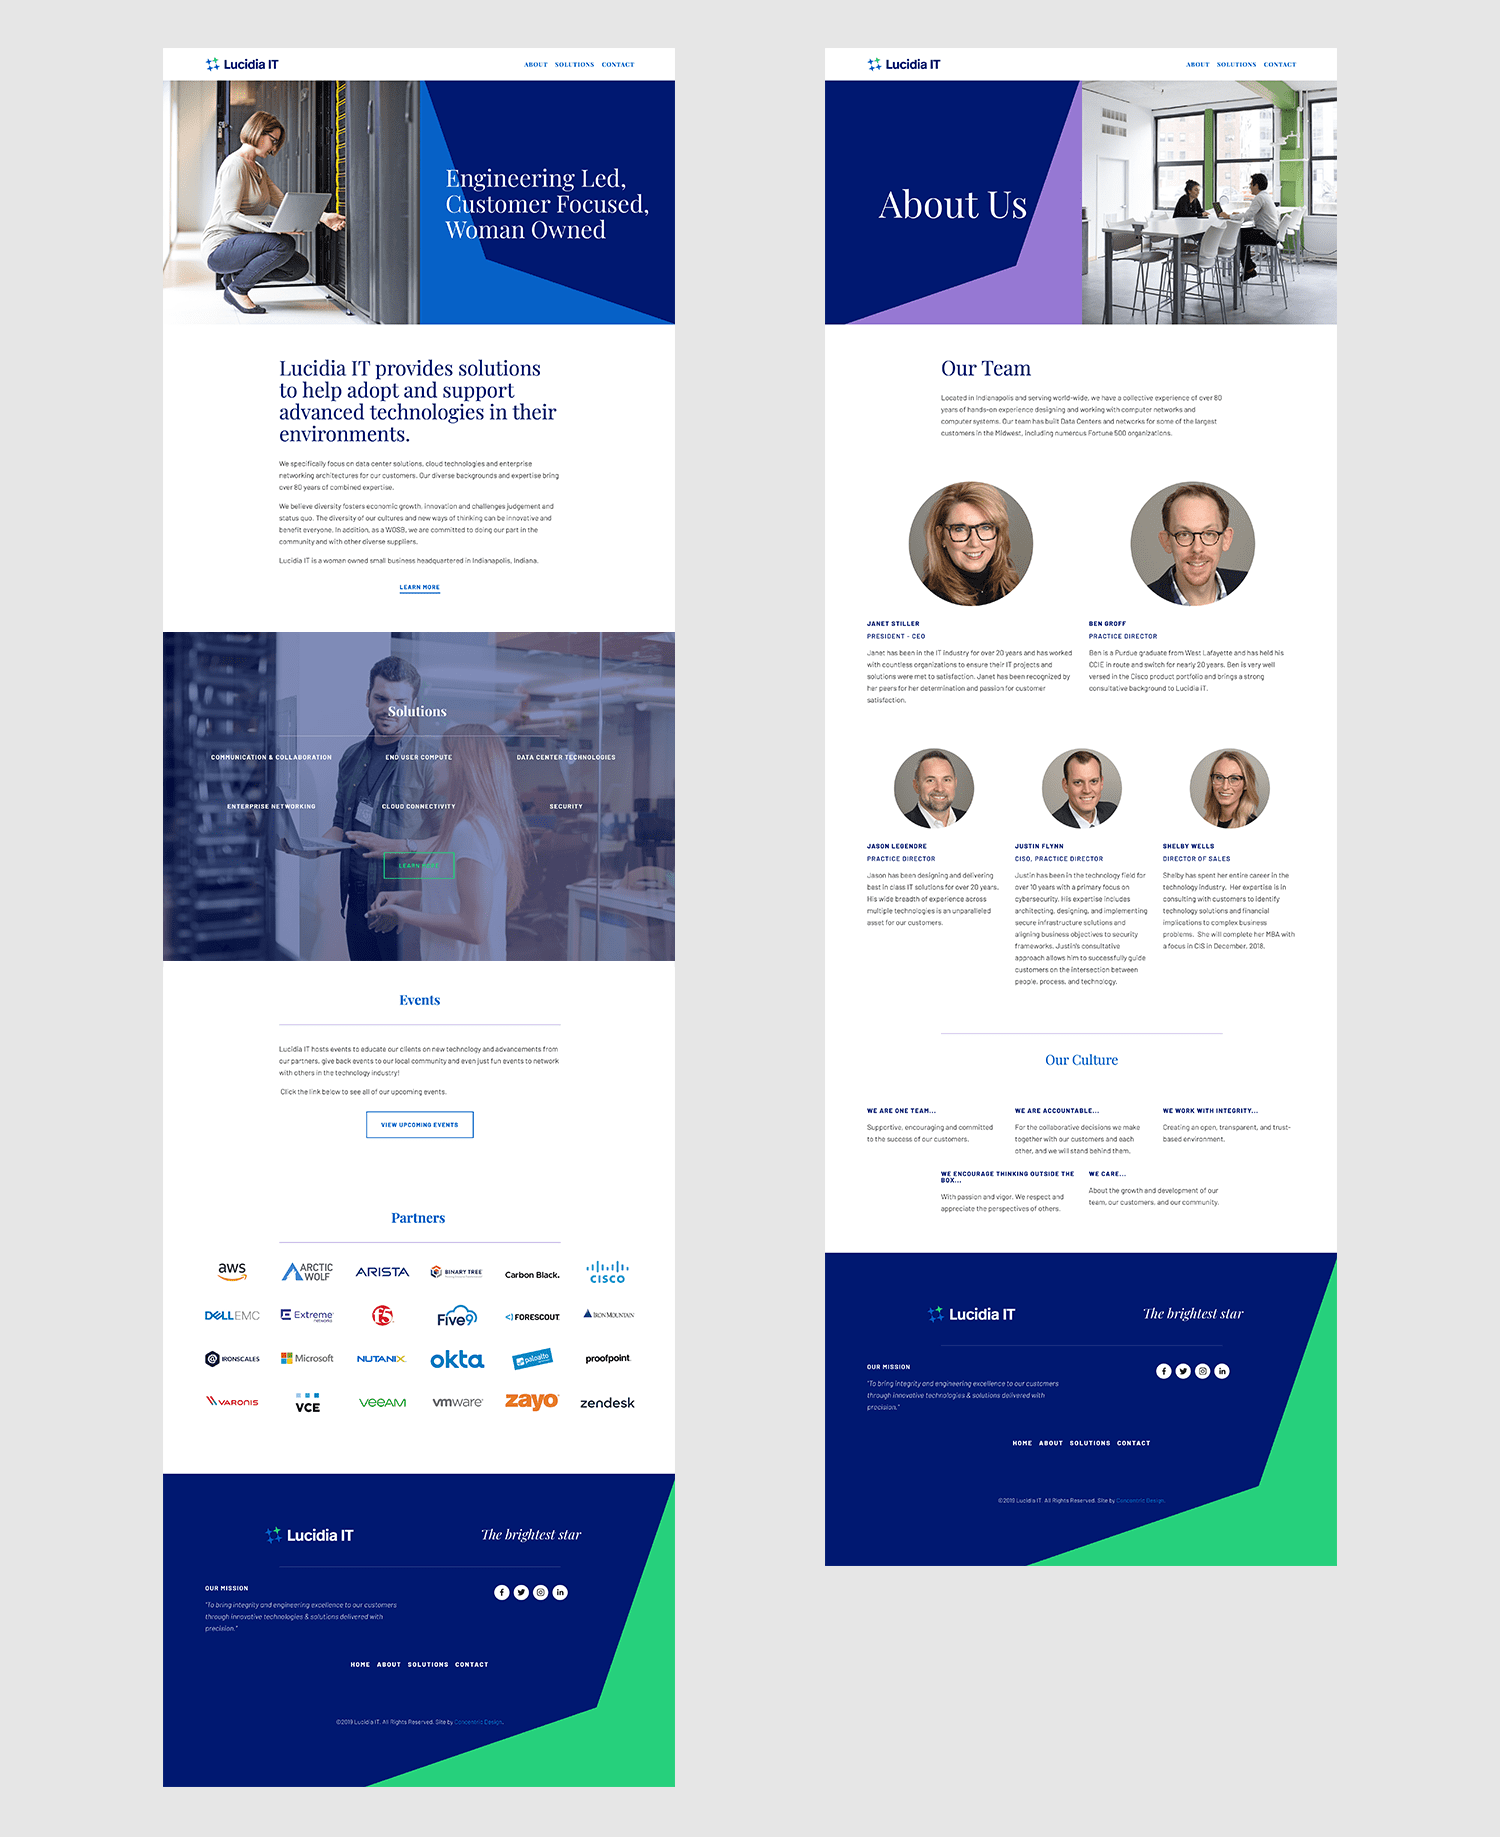 Lucidia IT
ABOUT SOLUTIONS CONTACT
Engineering Led,
Customer Focused,
Woman Owned
Lucidia IT provides solutions
to help adopt and support
advanced technologies in their
environments.
We specifically focus on data center solutions, cloud technologies and enterprise
networking architectures for our customers. Our diverse backgrounds and expertise bring
over 80 years of combined expertise.
We believe diversity fosters economic growth, innovation and challenges judgement and
status quo. The diversity of our cultures and new ways of thinking can be innovative and
benefit everyone. In addition, as a WOSB, we are committed to doing our part in the
community and with other diverse suppliers.
Lucidia IT is a woman owned small business headquartered in Indianapolis, Indiana.
LEARN MORE
Solutions
COMMUNICATION & COLLABORATION
END USER COMPUTE
DATA CENTER TECHNOLOGIES
ENTERPRISE NETWORKING
CLOUD CONNECTIVITY
SECURITY
LEARN MORE
Events
Lucidia IT hosts events to educate our clients on new technology and advancements from
our partners, give back events to our local community and even just fun events to network
with others in the technology industry!
Click the link below to see all of our upcoming events.
VIEW UPCOMING EVENTS
Partners
aws
ARCTIC
WOLF
ARISTA
BINARY TREE
Carbon Black.
CISCO
DELLEMC
Extreme
networks
f5
Five9
FORESCOUT
IRON MOUNTAIN
IRONSCALES
Microsoft
NUTANIX
okta
paloalto
proofpoint
VARONIS
VCE
veeAM
vmware
zayo
zendesk
Lucidia IT
The brightest star
OUR MISSION
"To bring integrity and engineering excellence to our customers
through innovative technologies & solutions delivered with
precision."
HOME ABOUT SOLUTIONS CONTACT
©2019 Lucidia IT. All Rights Reserved. Site by Concentric Design.
Lucidia IT
ABOUT SOLUTIONS CONTACT
About Us
Our Team
Located in Indianapolis and serving world-wide, we have a collective experience of over 80
years of hands-on experience designing and working with computer networks and
computer systems. Our team has built Data Centers and networks for some of the largest
customers in the Midwest, including numerous Fortune 500 organizations.
JANET STILLER
PRESIDENT - CEO
Janet has been in the IT industry for over 20 years and has worked
with countless organizations to ensure their IT projects and
solutions were met to satisfaction. Janet has been recognized by
her peers for her determination and passion for customer
satisfaction.
BEN GROFF
PRACTICE DIRECTOR
Ben is a Purdue graduate from West Lafayette and has held his
CCIE in route and switch for nearly 20 years. Ben is very well
versed in the Cisco product portfolio and brings a strong
consultative background to Lucidia IT.
JASON LEGENDRE
PRACTICE DIRECTOR
Jason has been designing and delivering
best in class IT solutions for over 20 years.
His wide breadth of experience across
multiple technologies is an unparalleled
asset for our customers.
JUSTIN FLYNN
CISO, PRACTICE DIRECTOR
Justin has been in the technology field for
over 10 years with a primary focus on
cybersecurity. His expertise includes
architecting, designing, and implementing
secure infrastructure solutions and
aligning business objectives to security
frameworks. Justin's consultative
approach allows him to successfully guide
customers on the intersection between
people, process, and technology.
SHELBY WELLS
DIRECTOR OF SALES
Shelby has spent her entire career in the
technology industry. Her expertise is in
consulting with customers to identify
technology solutions and financial
implications to complex business
problems. She will complete her MBA with
a focus in CIS in December, 2018.
Our Culture
WE ARE ONE TEAM...
Supportive, encouraging and committed
to the success of our customers.
WE ARE ACCOUNTABLE...
For the collaborative decisions we make
together with our customers and each
other, and we will stand behind them.
WE WORK WITH INTEGRITY...
Creating an open, transparent, and trust-
based environment.
WE ENCOURAGE THINKING OUTSIDE THE
BOX...
With passion and vigor. We respect and
appreciate the perspectives of others.
WE CARE...
About the growth and development of our
team, our customers, and our community.
Lucidia IT
The brightest star
OUR MISSION
"To bring integrity and engineering excellence to our customers
through innovative technologies & solutions delivered with
precision."
HOME ABOUT SOLUTIONS CONTACT
©2019 Lucidia IT. All Rights Reserved. Site by Concentric Design.